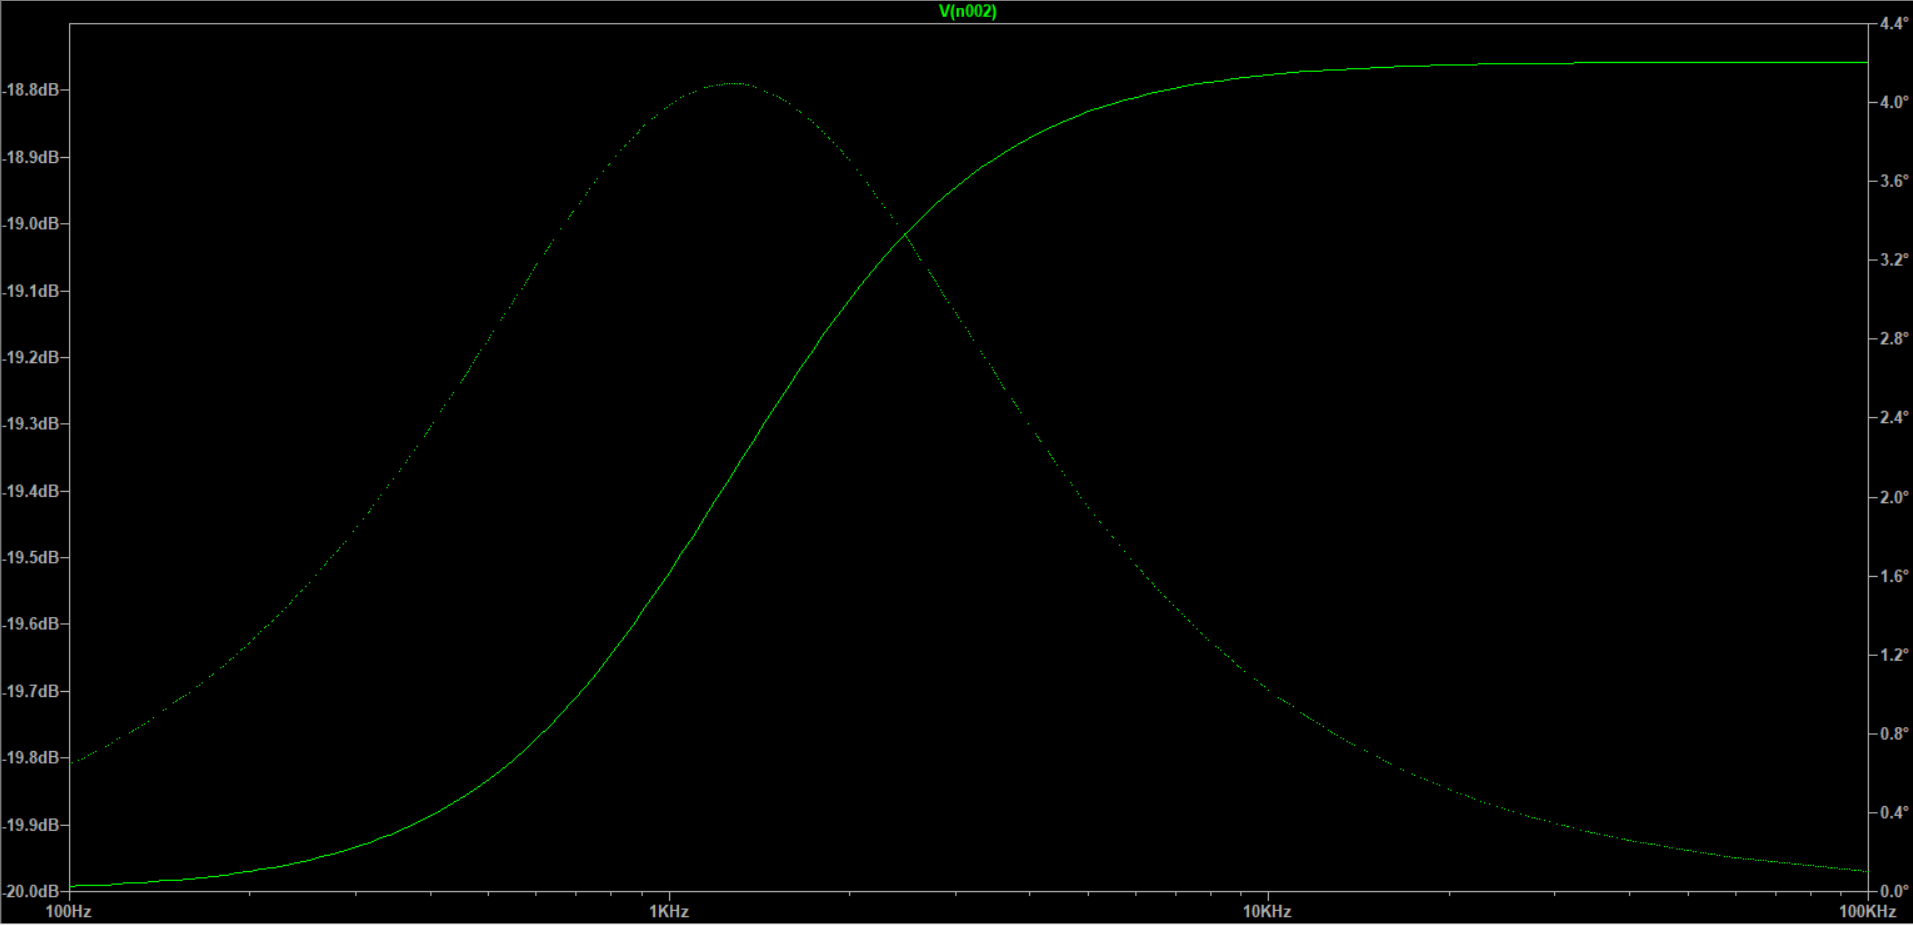 V(n002)
-18.8dB
-18.9dB
-19.0dB
-19.1dB
-19.2dB
-19.3dB
-19.4dB
-19.5dB
-19.6dB
-19.7dB
-19.8dB
-19.9dB
-20.0dB
4.4°
4.0°
3.6°
3.2°
2.8°
2.4°
2.0°
1.6°
1.2°
0.8°
0.4°
0.0°
100Hz 1KHz 10KHz 100KHz